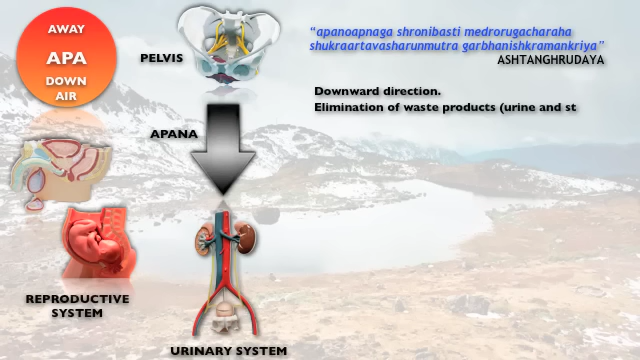 AWAY
APA
DOWN
AIR
PELVIS
“apanoapnaga shronibasti medrorugacharaha
shukraartavasharunmutra garbhanishkramankriya”
ASHTANGHRUDAYA
Downward direction.
Elimination of waste products (urine and st
APANA
REPRODUCTIVE
SYSTEM
URINARY SYSTEM